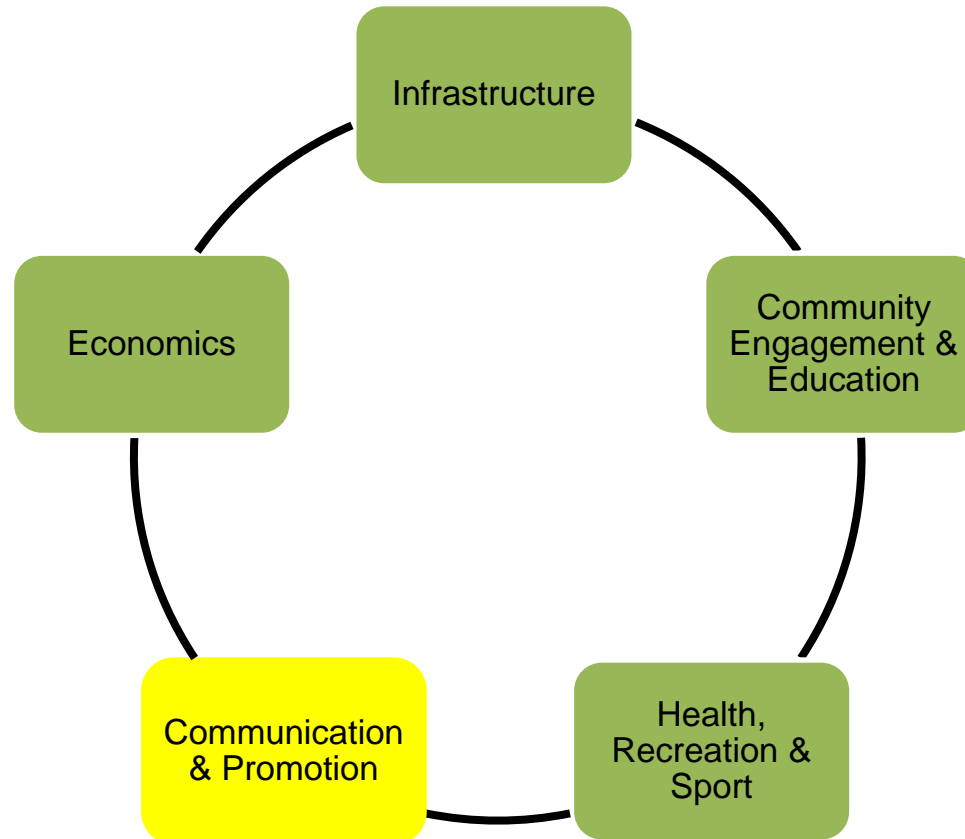 Infrastructure
Community
Engagement &
Education
Health,
Recreation &
Sport
Communication
& Promotion
Economics